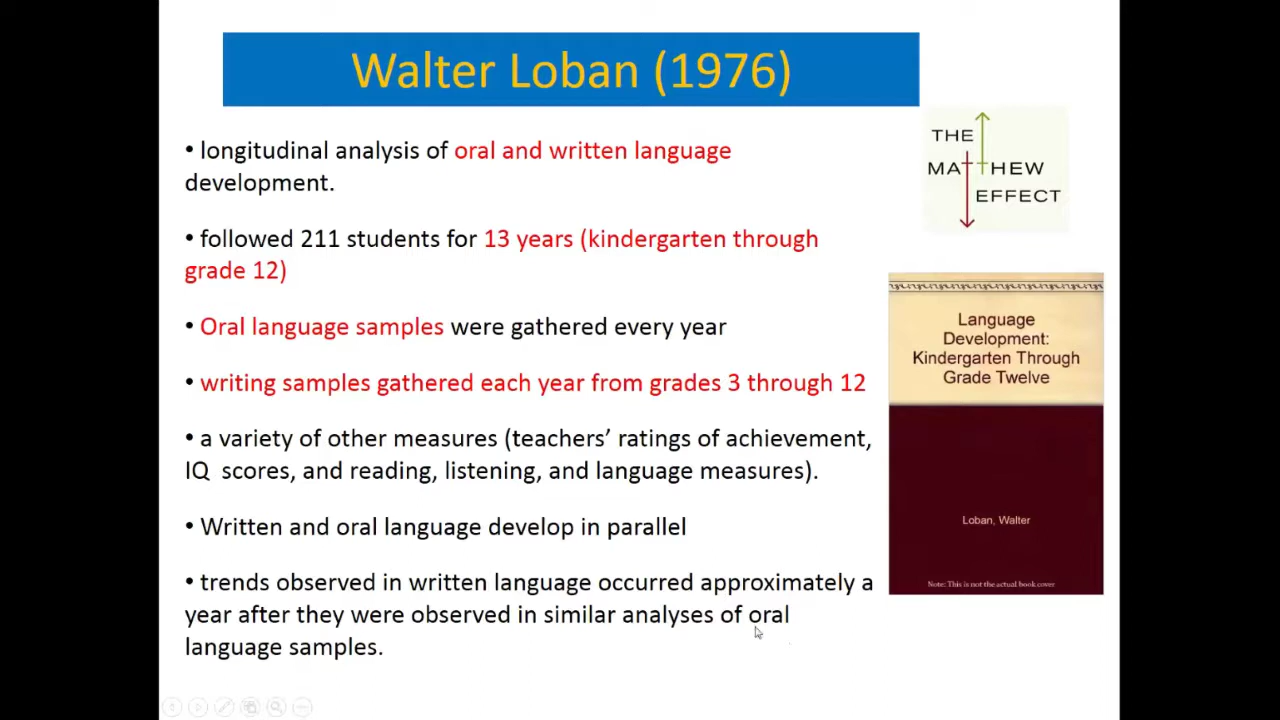 Walter Loban (1976)
• longitudinal analysis of oral and written language
development.
• followed 211 students for 13 years (kindergarten through
grade 12)
• Oral language samples were gathered every year
• writing samples gathered each year from grades 3 through 12
• a variety of other measures (teachers’ ratings of achievement,
IQ  scores, and reading, listening, and language measures).
• Written and oral language develop in parallel
• trends observed in written language occurred approximately a
year after they were observed in similar analyses of oral
language samples.
THE
MATTHEW
EFFECT
Language
Development:
Kindergarten Through
Grade Twelve
Loban, Walter
Note: This is not the actual book cover